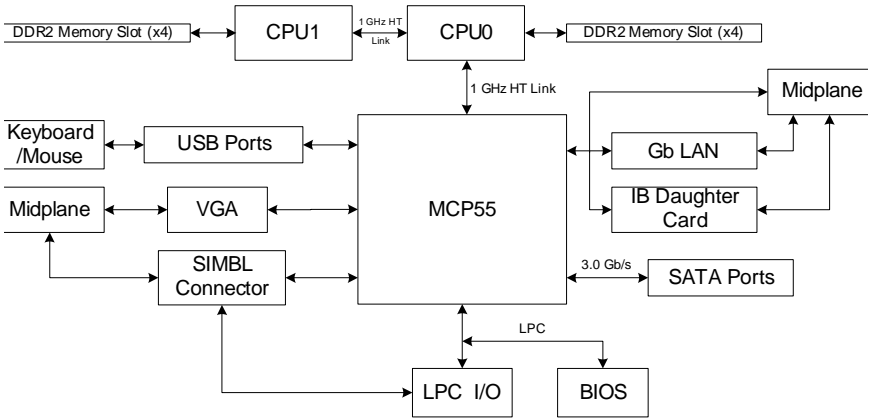 DDR2 Memory Slot (x4)
CPU1
1 GHz HT
Link
CPU0
DDR2 Memory Slot (x4)
1 GHz HT Link
Midplane
Keyboard
/Mouse
USB Ports
Gb LAN
MCP55
Midplane
VGA
IB Daughter
Card
SIMBL
Connector
3.0 Gb/s
SATA Ports
LPC
LPC I/O
BIOS